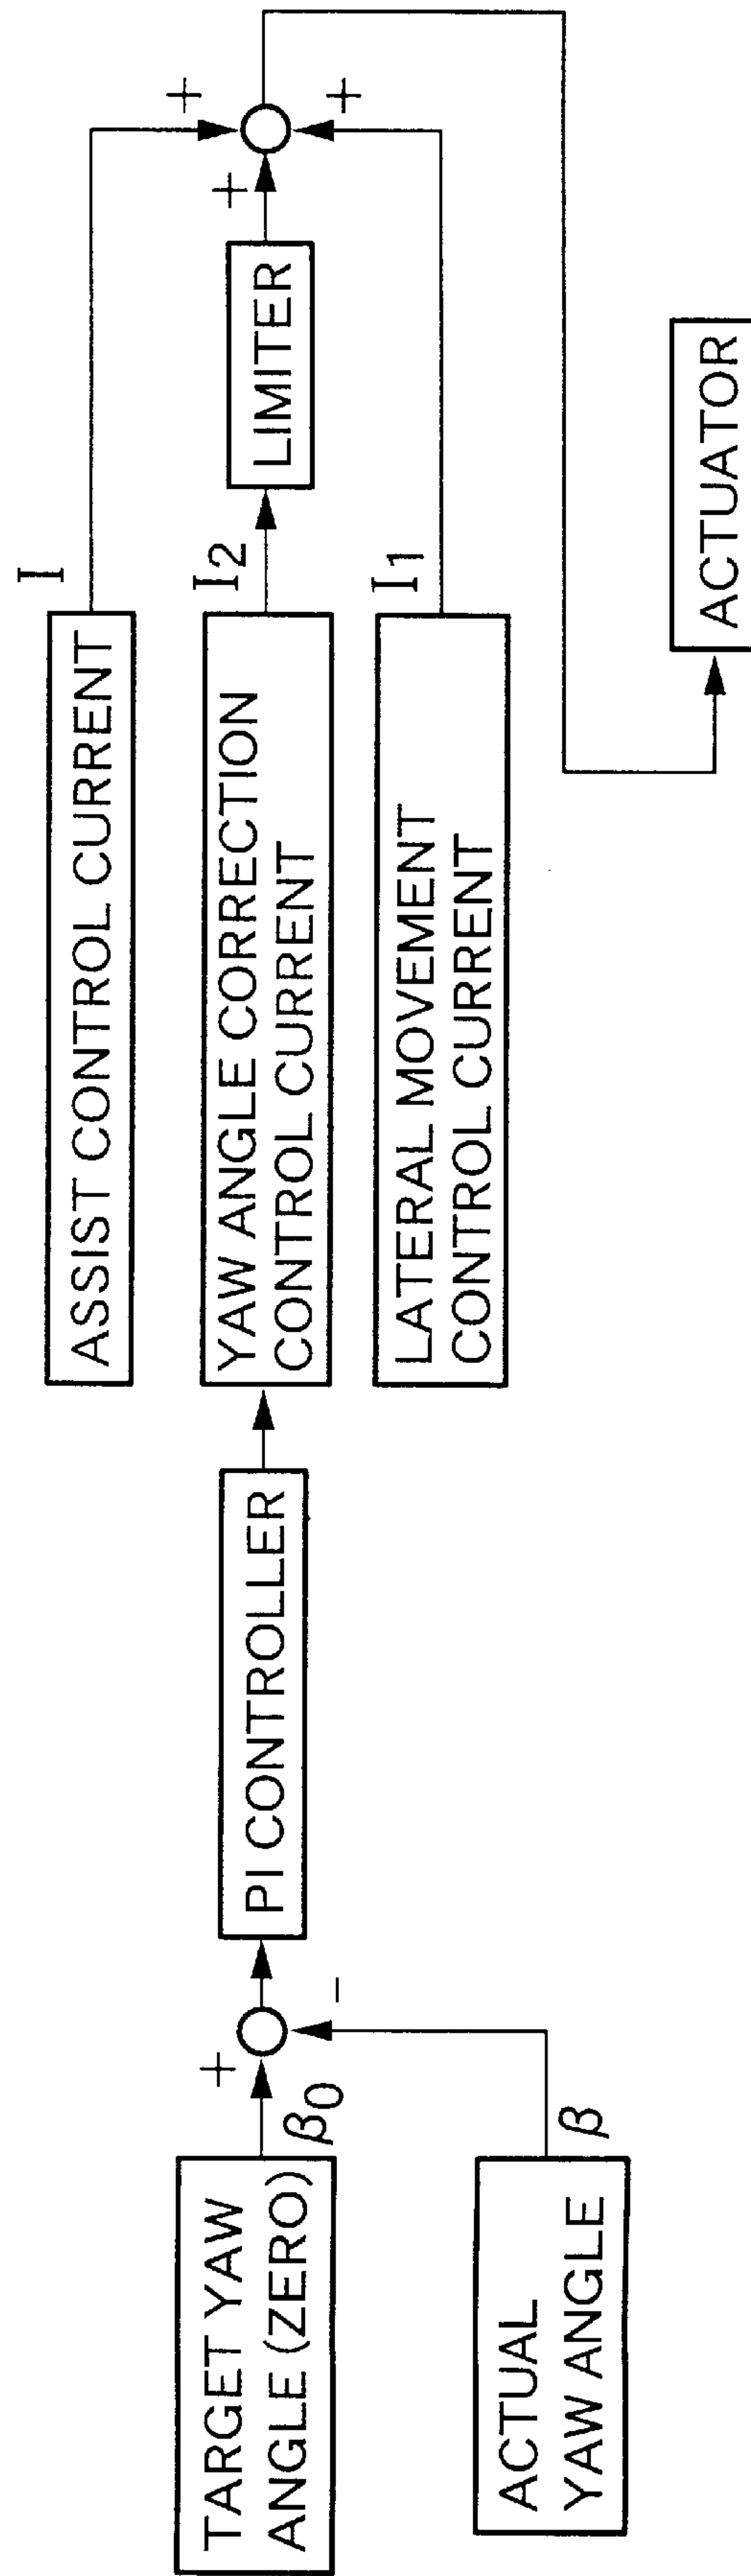 TARGET YAW
ANGLE (ZERO)
β0
+
ACTUAL
YAW ANGLE
β
-
PI CONTROLLER
ASSIST CONTROL CURRENT
I
YAW ANGLE CORRECTION
CONTROL CURRENT
I2
LATERAL MOVEMENT
CONTROL CURRENT
I1
LIMITER
+
+
+
ACTUATOR